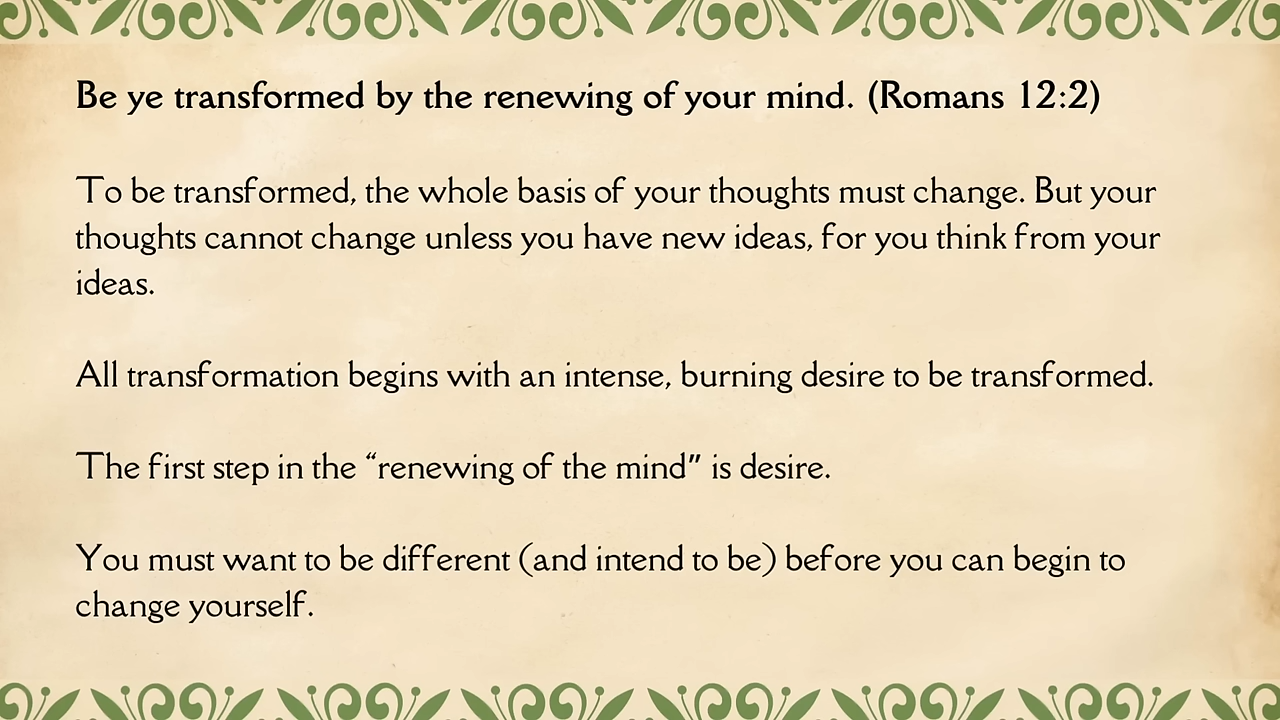 Be ye transformed by the renewing of your mind. (Romans 12:2)
To be transformed, the whole basis of your thoughts must change. But your
thoughts cannot change unless you have new ideas, for you think from your
ideas.
All transformation begins with an intense, burning desire to be transformed.
The first step in the “renewing of the mind” is desire.
You must want to be different (and intend to be) before you can begin to
change yourself.